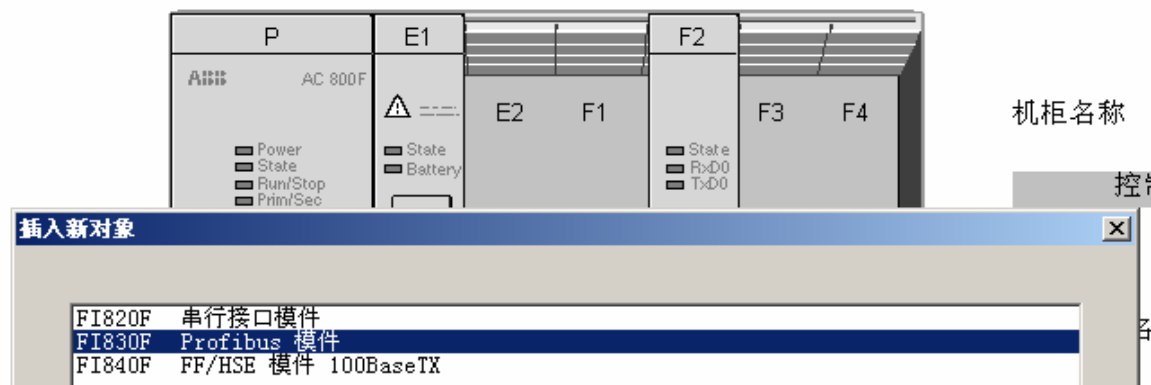 P E1 F2
ABB AC 800F
E2 F1 F3 F4 机柜名称
Power State State
State Battery RxD0
Run/Stop TxD0
Prim/Sec
插入新对象
FI820F 串行接口模件
FI830F Profibus 模件
FI840F FF/HSE 模件 100BaseTX